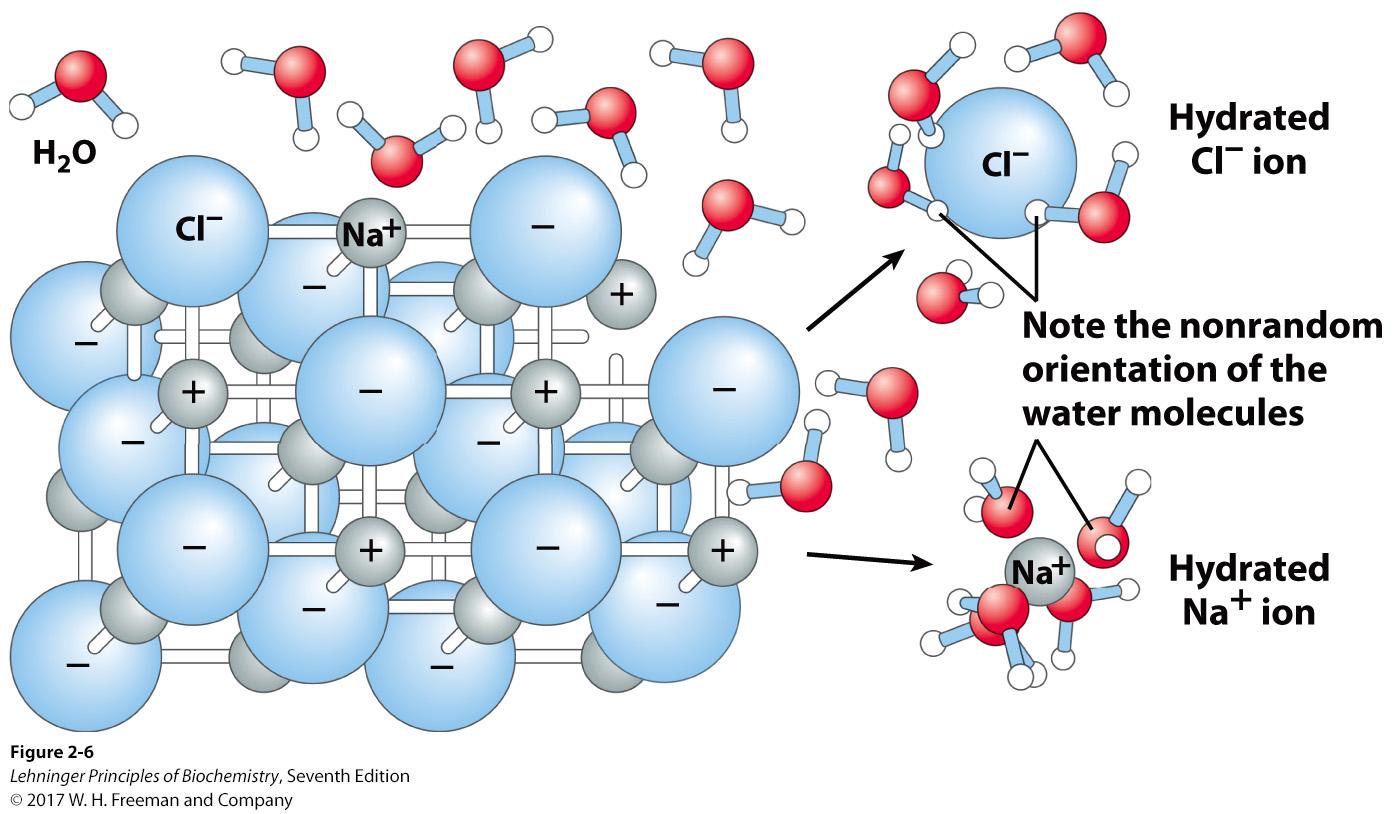 H₂O
Cl⁻
Na⁺
−
−
+
−
+
−
+
−
−
−
−
+
−
+
−
−
−
−
Cl⁻
Hydrated
Cl⁻ ion
Note the nonrandom
orientation of the
water molecules
Na⁺
Hydrated
Na⁺ ion
Figure 2-6
Lehninger Principles of Biochemistry, Seventh Edition
© 2017 W. H. Freeman and Company